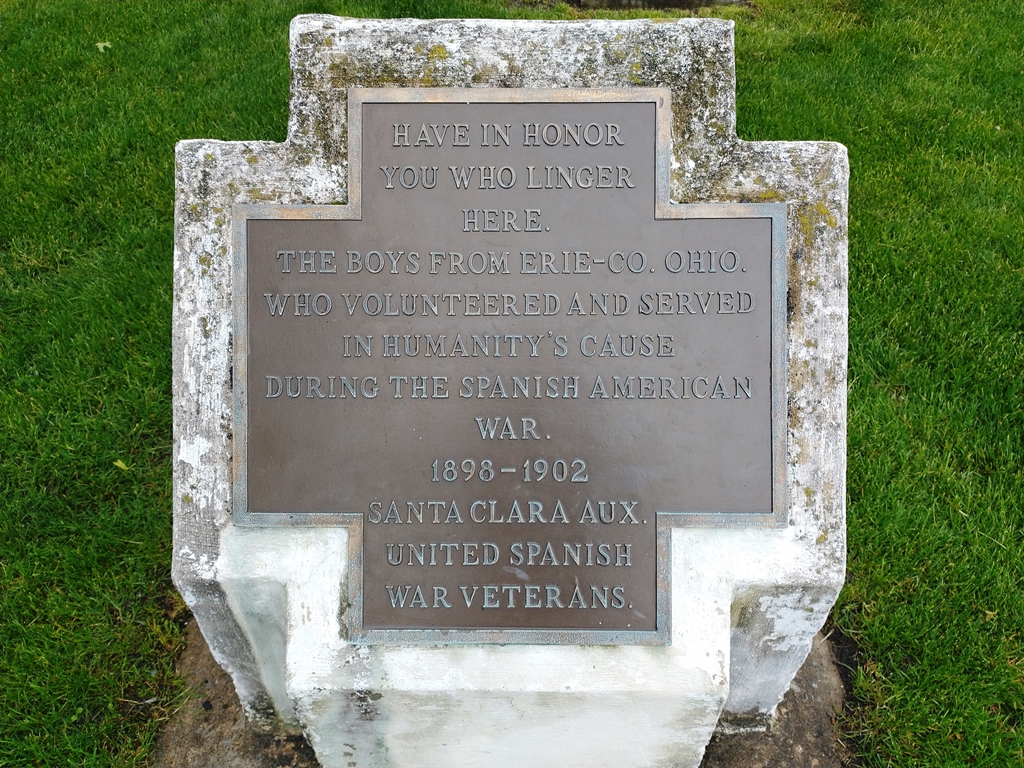 HAVE IN HONOR
YOU WHO LINGER
HERE.
THE BOYS FROM ERIE-CO. OHIO.
WHO VOLUNTEERED AND SERVED
IN HUMANITY'S CAUSE
DURING THE SPANISH AMERICAN
WAR.
1898-1902
SANTA CLARA AUX.
UNITED SPANISH
WAR VETERANS.